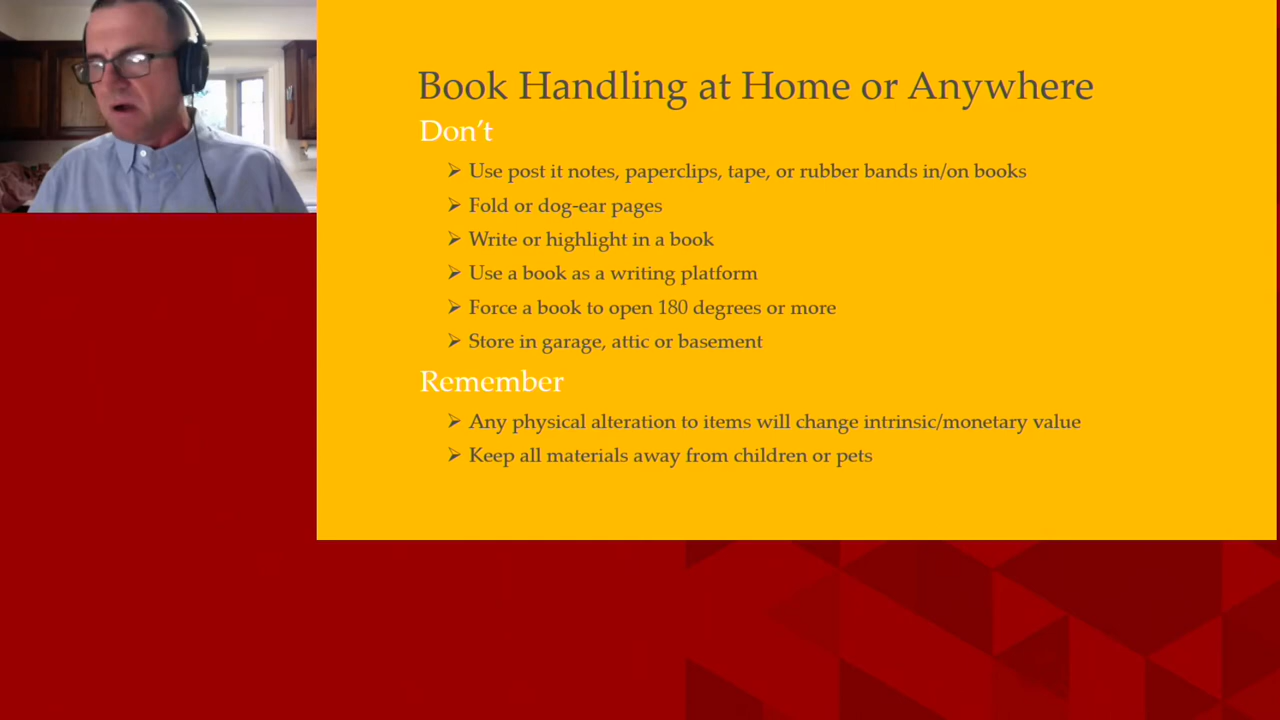 Book Handling at Home or Anywhere
Don’t
Use post it notes, paperclips, tape, or rubber bands in/on books
Fold or dog-ear pages
Write or highlight in a book
Use a book as a writing platform
Force a book to open 180 degrees or more
Store in garage, attic or basement
Remember
Any physical alteration to items will change intrinsic/monetary value
Keep all materials away from children or pets